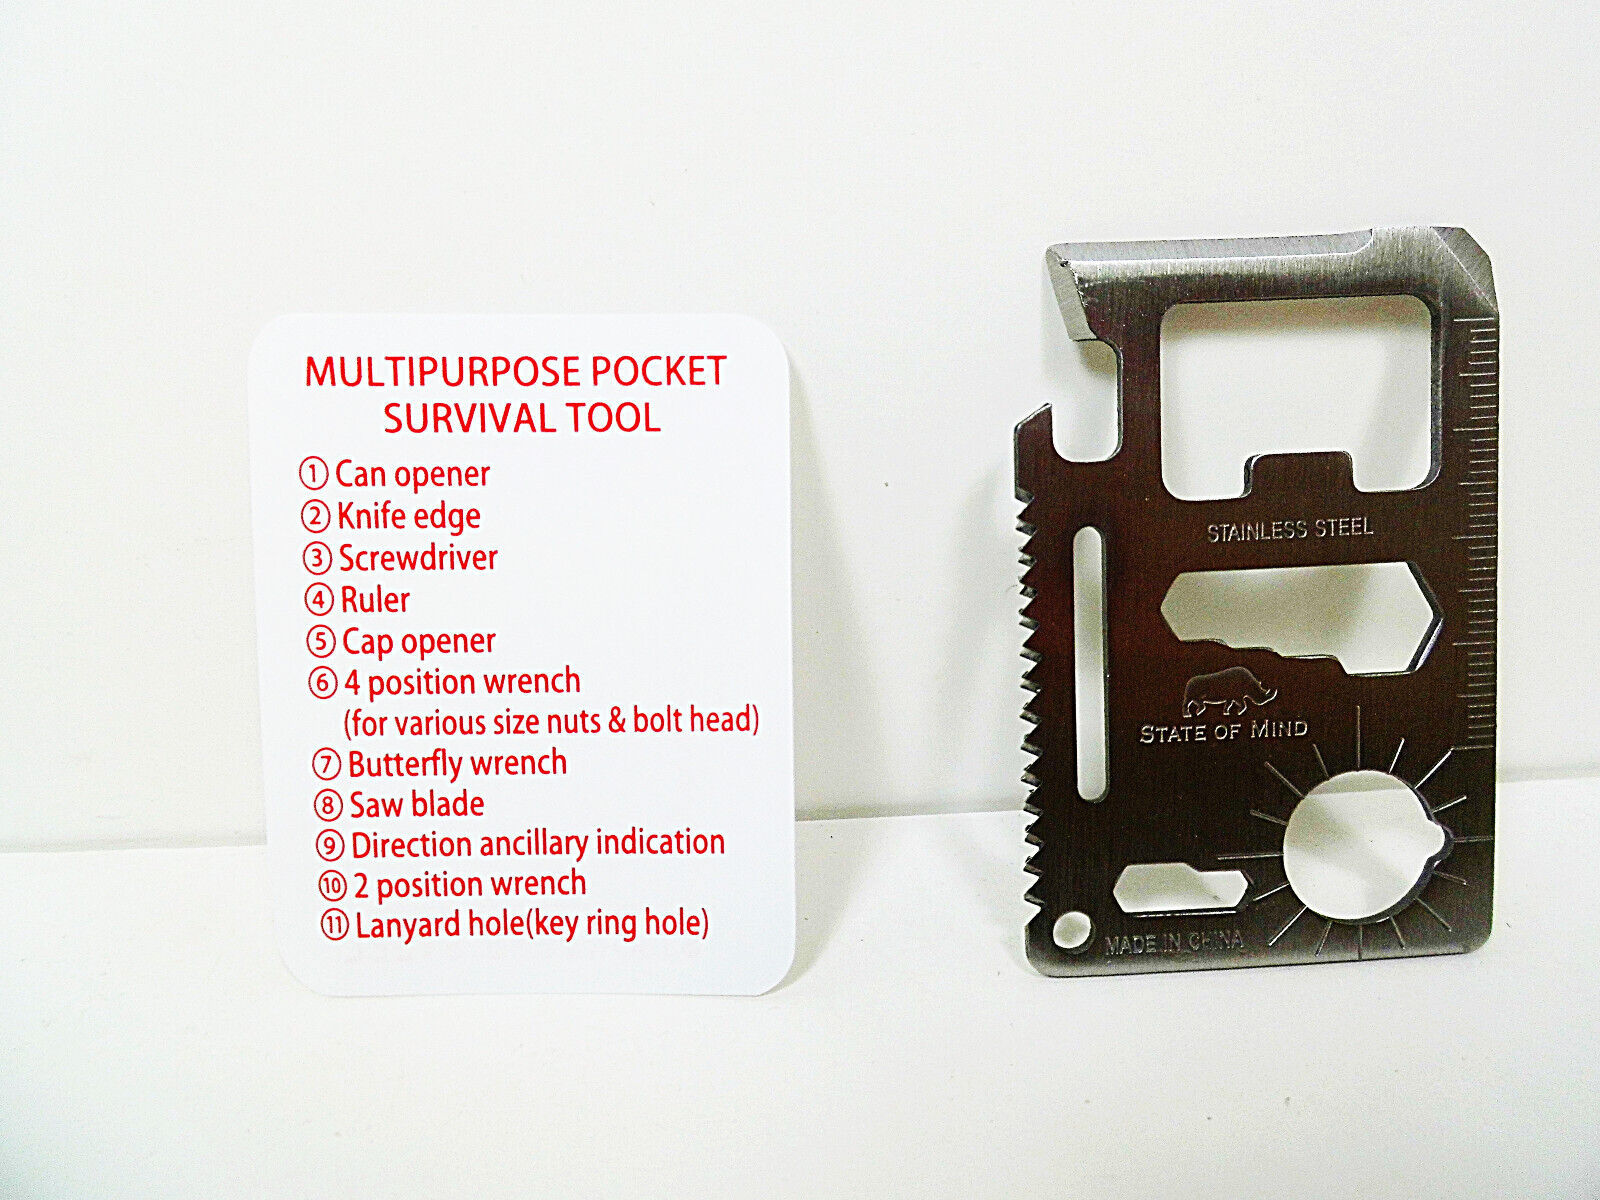 MULTIPURPOSE POCKET
SURVIVAL TOOL
① Can opener
② Knife edge
③ Screwdriver
④ Ruler
⑤ Cap opener
⑥ 4 position wrench
(for various size nuts & bolt head)
⑦ Butterfly wrench
⑧ Saw blade
⑨ Direction ancillary indication
⑩ 2 position wrench
⑪ Lanyard hole(key ring hole)
STAINLESS STEEL
STATE OF MIND
MADE IN CHINA